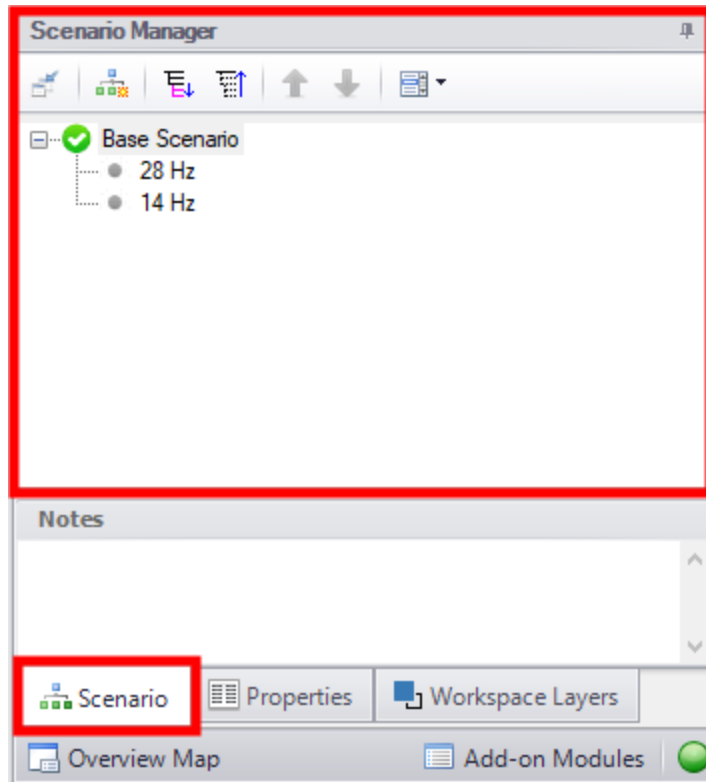 Scenario Manager
Base Scenario
28 Hz
14 Hz
Notes
Scenario Properties Workspace Layers
Overview Map Add-on Modules